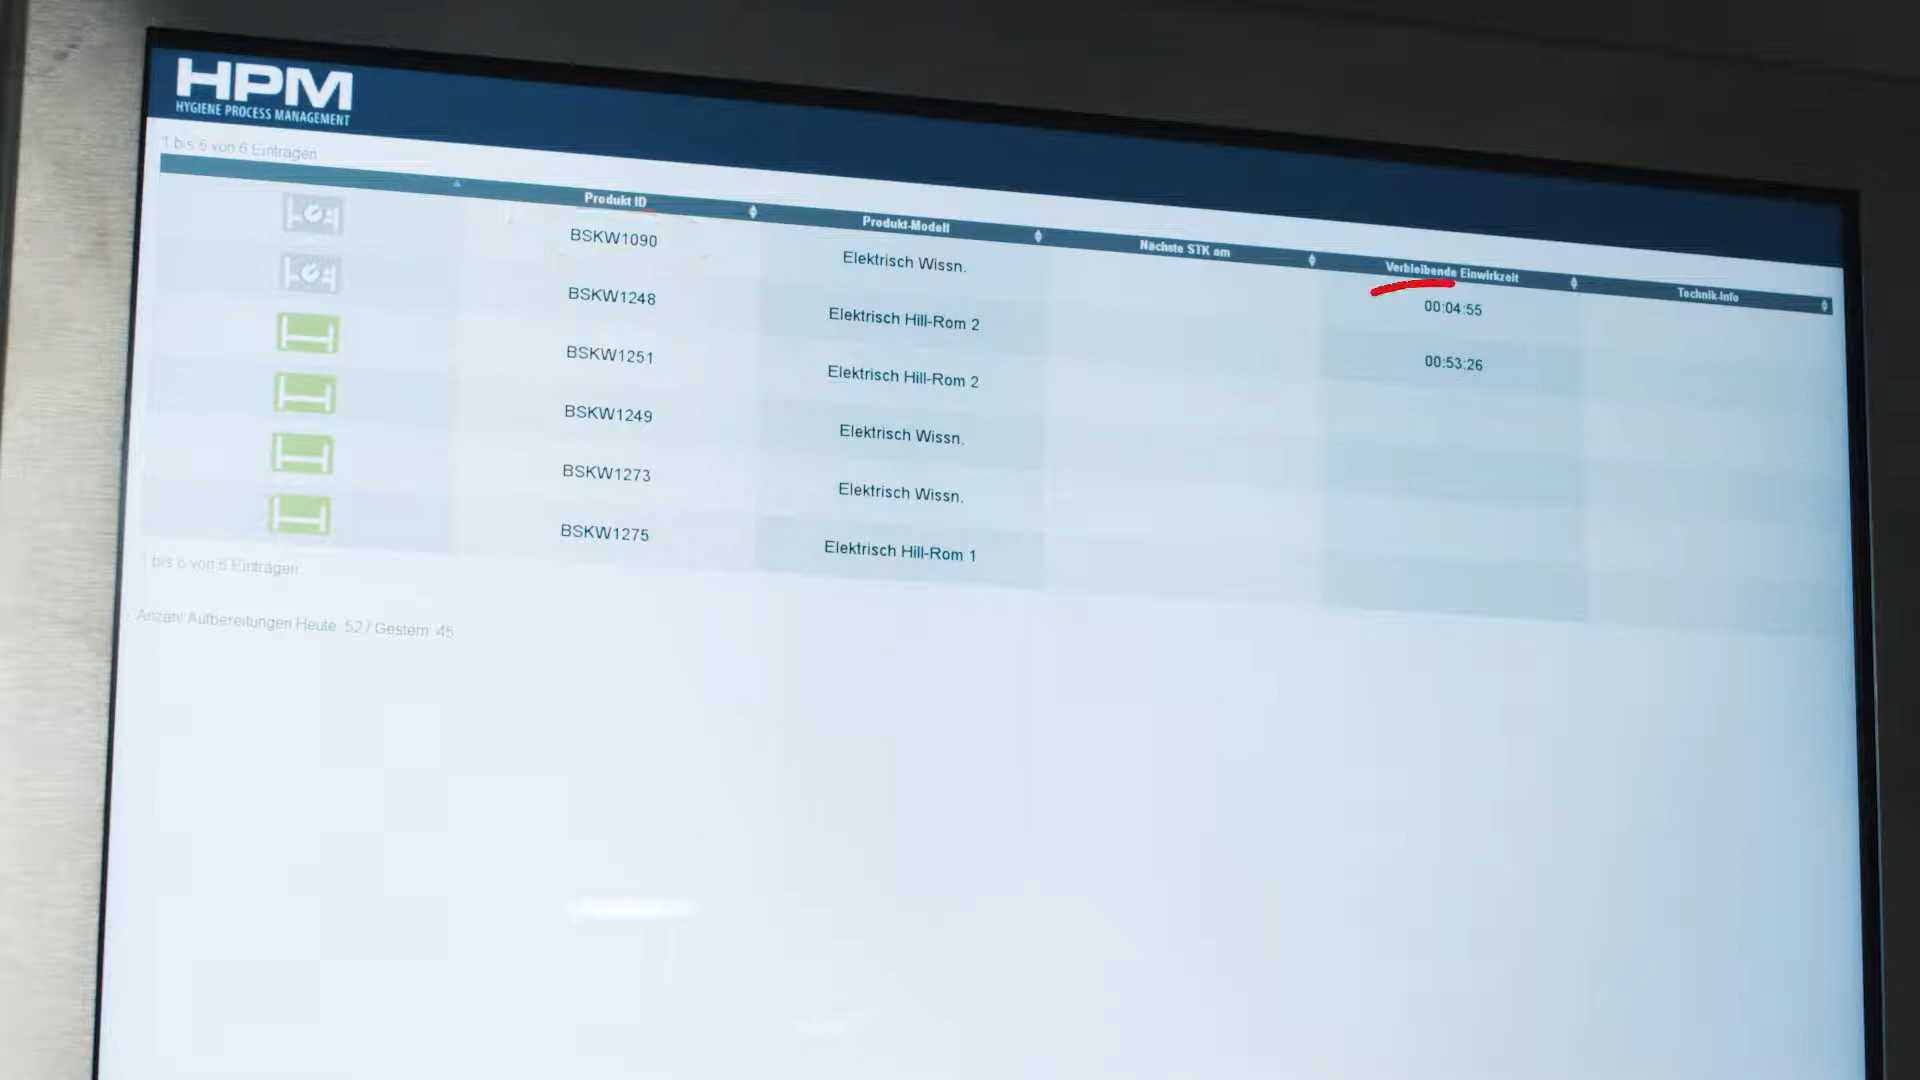 HPM
HYGIENE PROCESS MANAGEMENT
1 bis 6 von 6 Einträgen
Produkt ID Produkt-Modell Nächste STK am Verbleibende Einwirkzeit Technik-Info
BSKW1090 Elektrisch Wissn. 00:04:55
BSKW1248 Elektrisch Hill-Rom 2 00:53:26
BSKW1251 Elektrisch Hill-Rom 2
BSKW1249 Elektrisch Wissn.
BSKW1273 Elektrisch Wissn.
BSKW1275 Elektrisch Hill-Rom 1
1 bis 6 von 6 Einträgen
Anzahl Aufbereitungen Heute: 52 / Gestern: 45